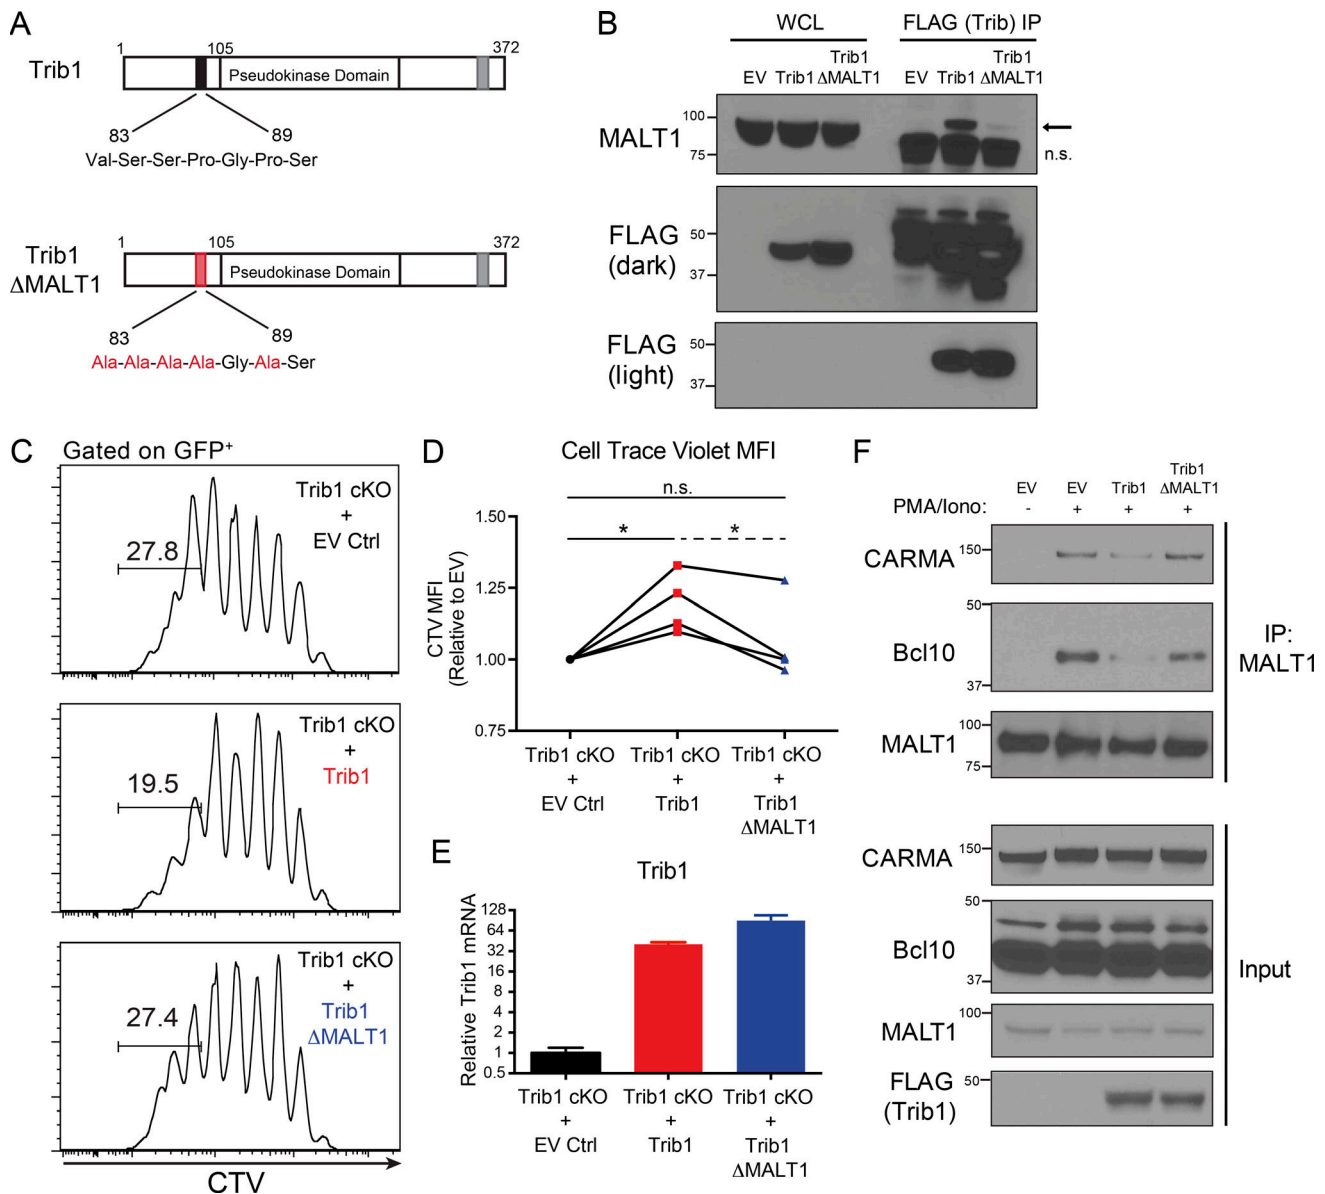 A
1
105
372
Trib1
Pseudokinase Domain
83
89
Val-Ser-Ser-Pro-Gly-Pro-Ser
1
105
372
Trib1
ΔMALT1
Pseudokinase Domain
83
89
Ala-Ala-Ala-Ala-Gly-Ala-Ser
B
WCL
FLAG (Trib) IP
EV
Trib1
Trib1
ΔMALT1
EV
Trib1
Trib1
ΔMALT1
MALT1
100
75
n.s.
FLAG
(dark)
50
37
FLAG
(light)
50
37
C
Gated on GFP+
Trib1 cKO
+
EV Ctrl
27.8
Trib1 cKO
+
Trib1
19.5
Trib1 cKO
+
Trib1
ΔMALT1
27.4
CTV
D
Cell Trace Violet MFI
n.s.
*
*
CTV MFI
(Relative to EV)
1.50
1.25
1.00
0.75
Trib1 cKO
+
EV Ctrl
Trib1 cKO
+
Trib1
Trib1 cKO
+
Trib1
ΔMALT1
E
Trib1
Relative Trib1 mRNA
128
64
32
16
8
4
2
1
0.5
Trib1 cKO
+
EV Ctrl
Trib1 cKO
+
Trib1
Trib1 cKO
+
Trib1
ΔMALT1
F
EV
EV
Trib1
Trib1
ΔMALT1
PMA/Iono:
-
+
+
+
CARMA
150
Bcl10
50
37
MALT1
100
75
IP:
MALT1
CARMA
150
Bcl10
50
37
MALT1
100
FLAG
(Trib1)
50
Input